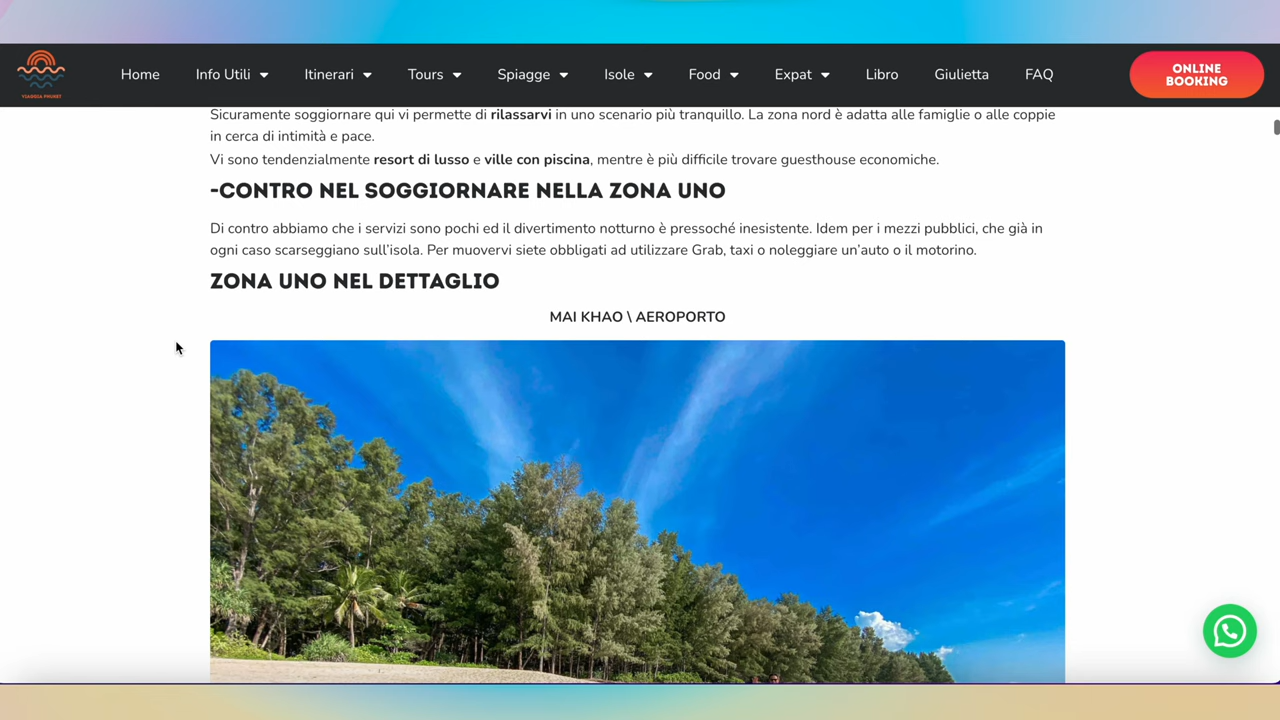 Home Info Utili Itinerari Tours Spiagge Isole Food Expat Libro Giulietta FAQ
ONLINE
BOOKING
VIAGGIA PHUKET
Sicuramente soggiornare qui vi permette di rilassarvi in uno scenario più tranquillo. La zona nord è adatta alle famiglie o alle coppie
in cerca di intimità e pace.
Vi sono tendenzialmente resort di lusso e ville con piscina, mentre è più difficile trovare guesthouse economiche.
-CONTRO NEL SOGGIORNARE NELLA ZONA UNO
Di contro abbiamo che i servizi sono pochi ed il divertimento notturno è pressoché inesistente. Idem per i mezzi pubblici, che già in
ogni caso scarseggiano sull'isola. Per muovervi siete obbligati ad utilizzare Grab, taxi o noleggiare un'auto o il motorino.
ZONA UNO NEL DETTAGLIO
MAI KHAO \ AEROPORTO